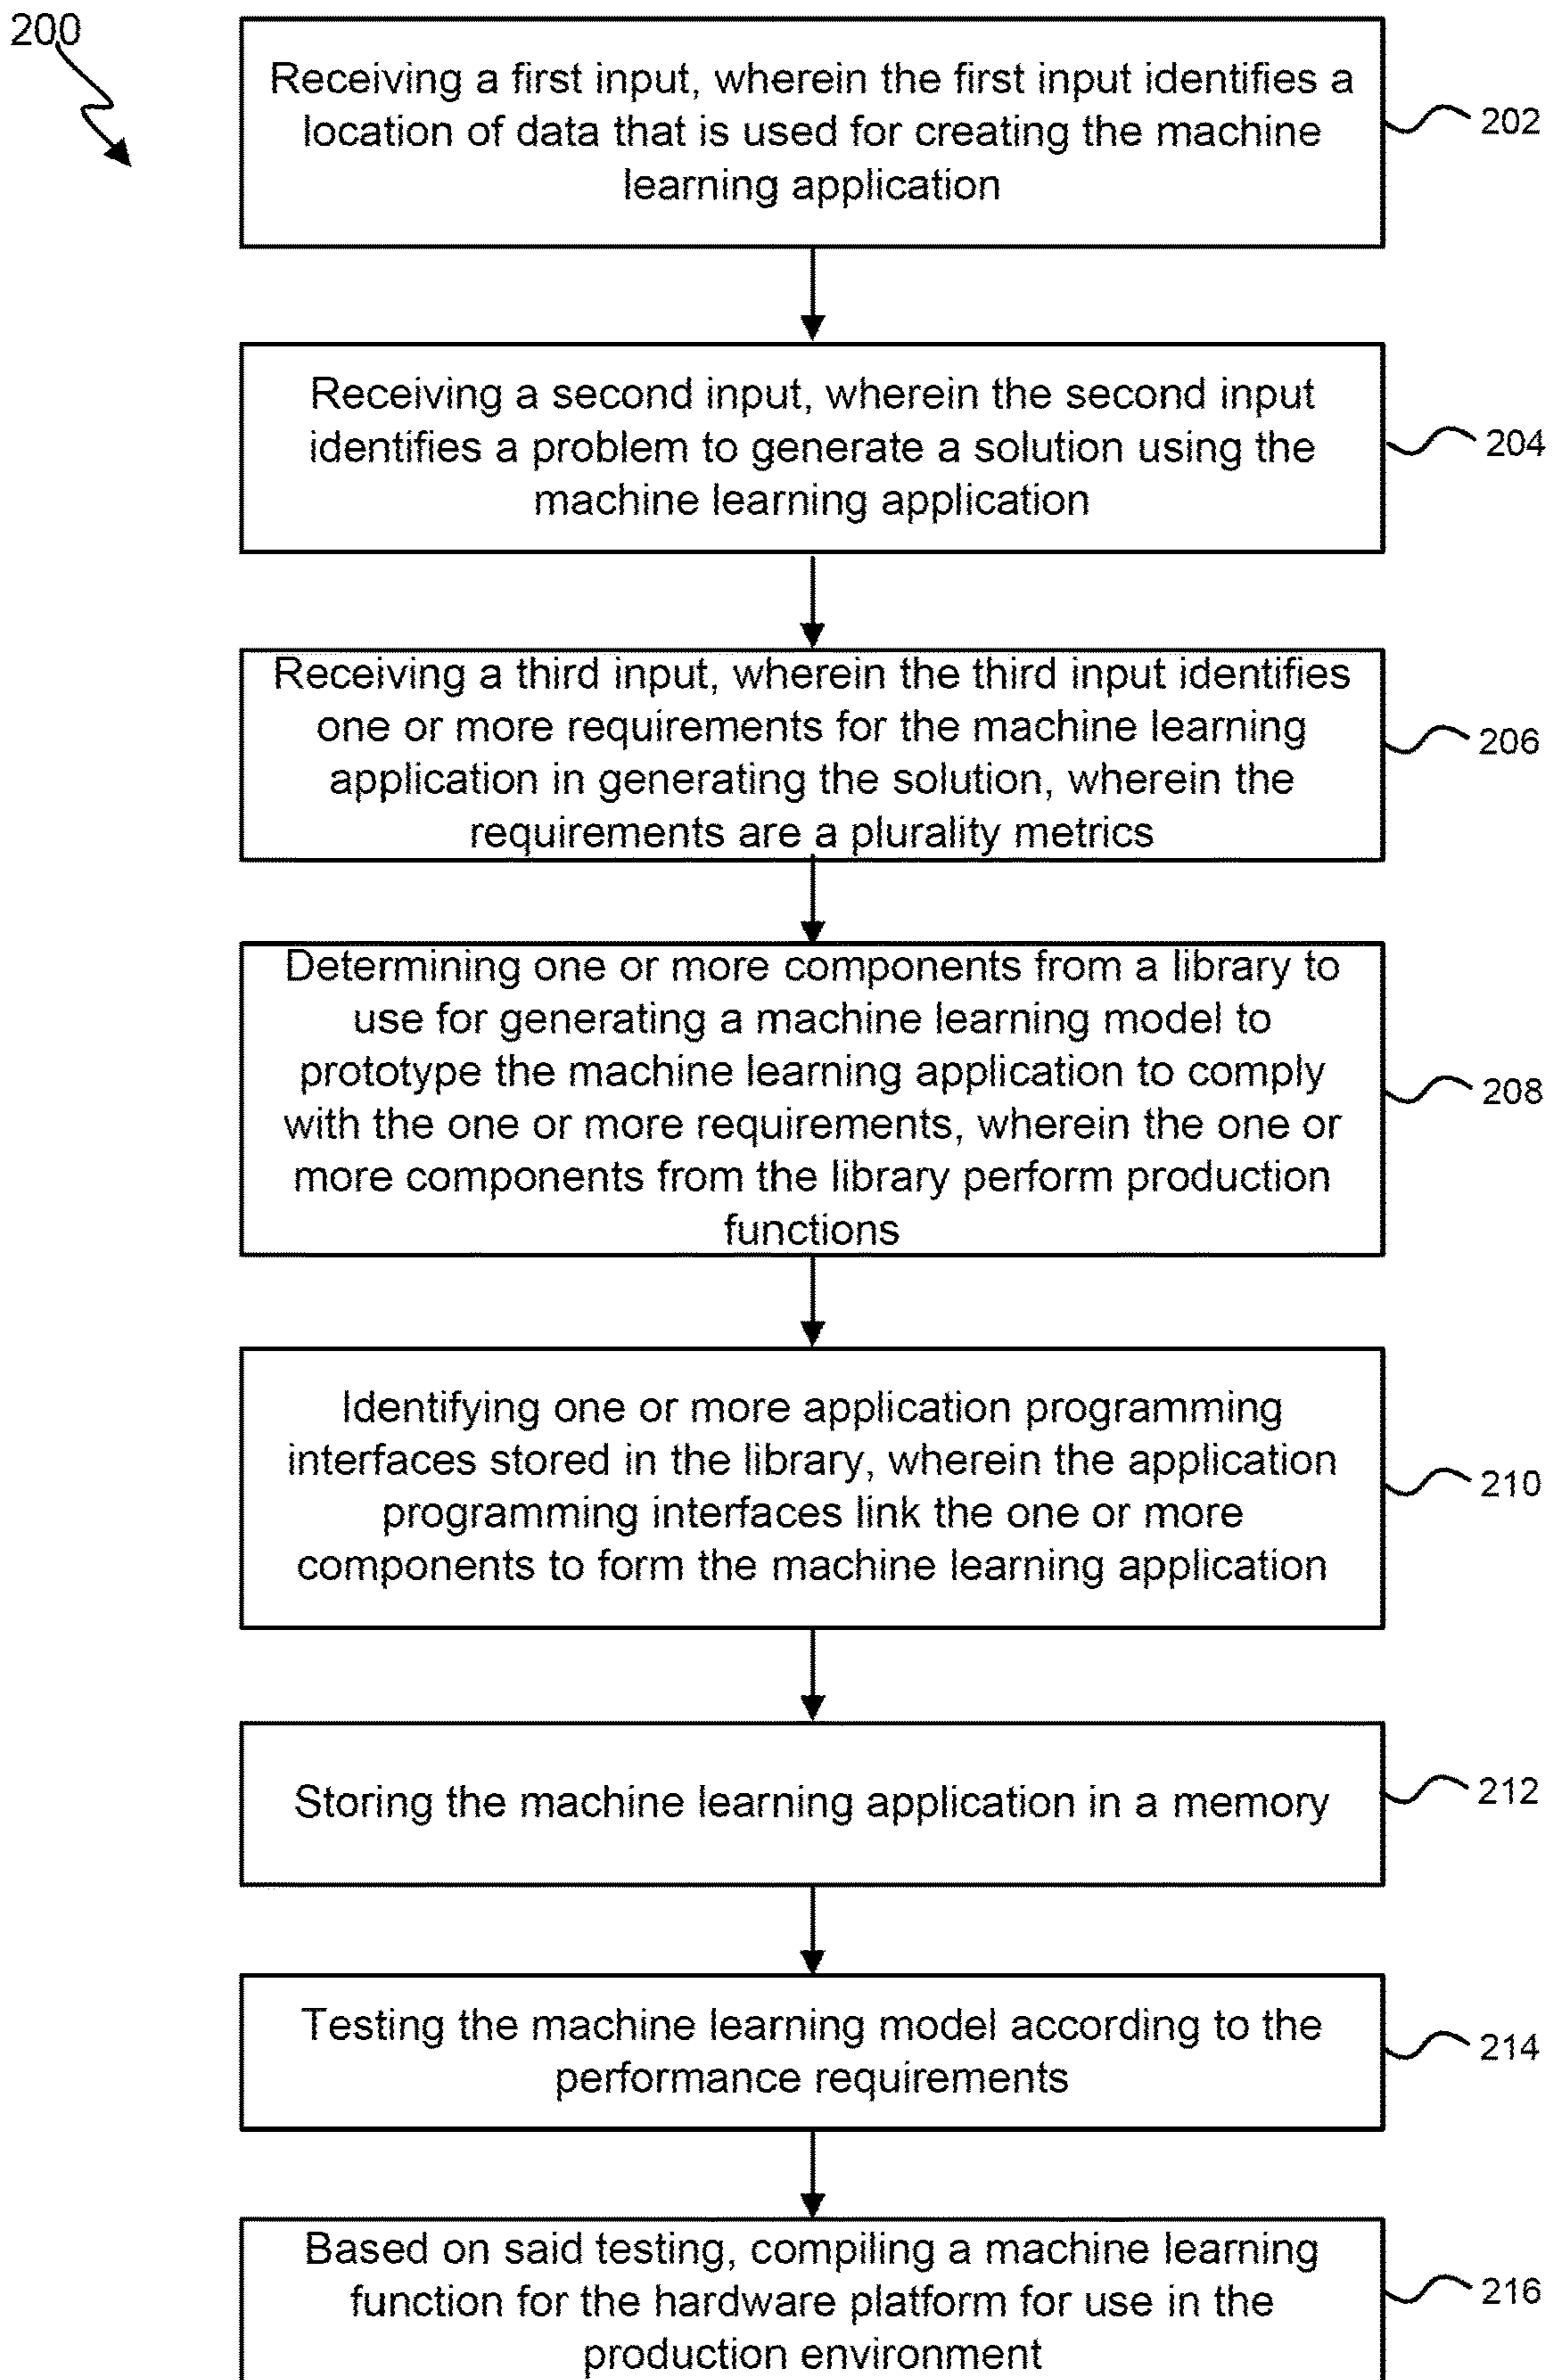 200
Receiving a first input, wherein the first input identifies a
location of data that is used for creating the machine
learning application
202
Receiving a second input, wherein the second input
identifies a problem to generate a solution using the
machine learning application
204
Receiving a third input, wherein the third input identifies
one or more requirements for the machine learning
application in generating the solution, wherein the
requirements are a plurality metrics
206
Determining one or more components from a library to
use for generating a machine learning model to
prototype the machine learning application to comply
with the one or more requirements, wherein the one or
more components from the library perform production
functions
208
Identifying one or more application programming
interfaces stored in the library, wherein the application
programming interfaces link the one or more
components to form the machine learning application
210
Storing the machine learning application in a memory
212
Testing the machine learning model according to the
performance requirements
214
Based on said testing, compiling a machine learning
function for the hardware platform for use in the
production environment
216